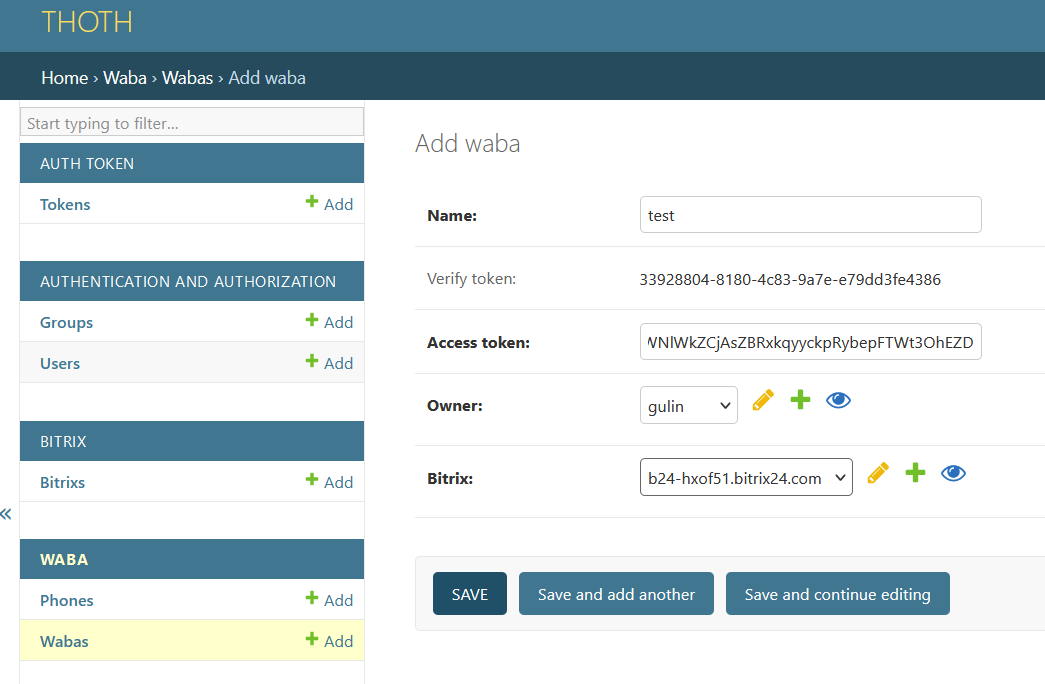 THOTH
Home › Waba › Wabas › Add waba
Start typing to filter...
AUTH TOKEN
Tokens Add
AUTHENTICATION AND AUTHORIZATION
Groups Add
Users Add
BITRIX
Bitrixs Add
«
WABA
Phones Add
Wabas Add
Add waba
Name: test
Verify token: 33928804-8180-4c83-9a7e-e79dd3fe4386
Access token: WNlWkZCjAsZBRxkqyyckpRybepFTWt3OhEZD
Owner: gulin
Bitrix: b24-hxof51.bitrix24.com
SAVE Save and add another Save and continue editing